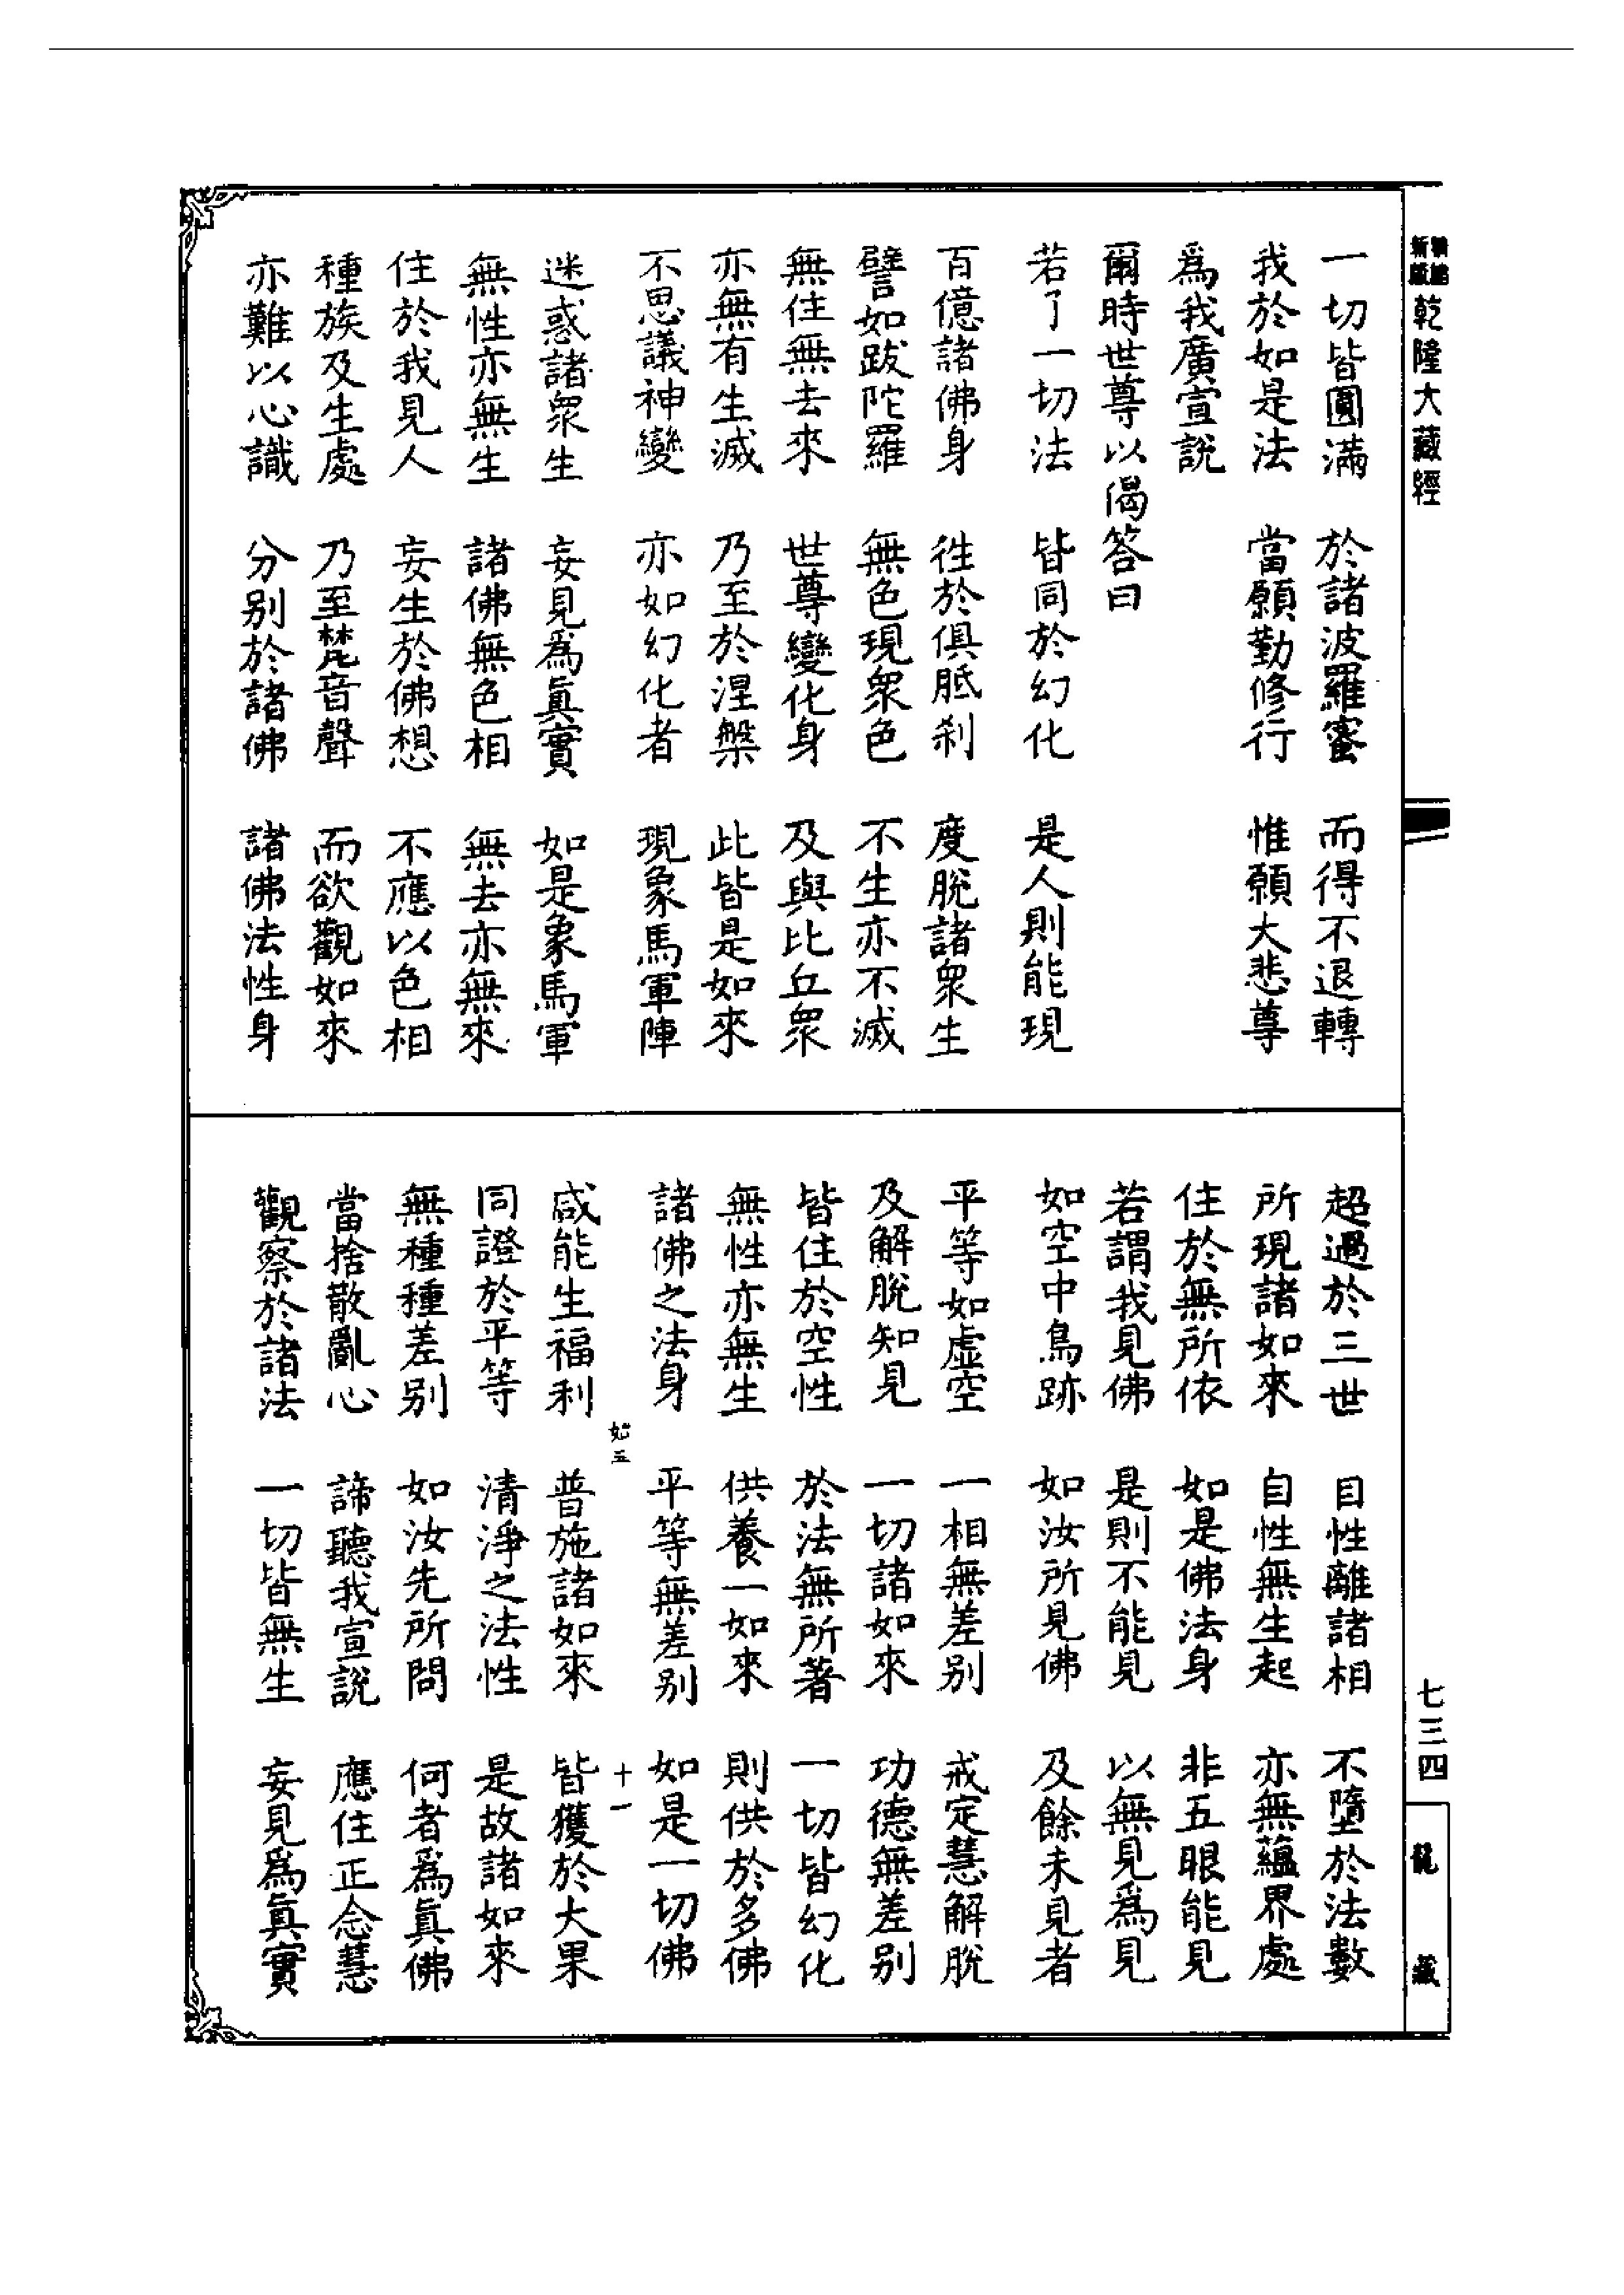 新編縮版 乾隆大藏經
七三四
龍藏
一切皆圓滿 於諸波羅蜜 而得不退轉
我於如是法 當願勤修行 惟願大悲尊
爲我廣宣說
爾時世尊以偈答曰
若了一切法 皆同於幻化 是人則能現
百億諸佛身 徃於俱胝刹 度脫諸衆生
譬如跋陀羅 無色現衆色 不生亦不滅
無住無去來 世尊變化身 及與比丘衆
亦無有生滅 乃至於涅槃 此皆是如來
不思議神變 亦如幻化者 現象馬軍陣
迷惑諸衆生 妄見爲眞實 如是象馬軍
無性亦無生 諸佛無色相 無去亦無來
住於我見人 妄生於佛想 不應以色相
種族及生處 乃至梵音聲 而欲觀如來
亦難以心識 分別於諸佛 諸佛法性身
超過於三世 自性離諸相 不墮於法數
所現諸如來 自性無生起 亦無蘊界處
住於無所依 如是佛法身 非五眼能見
若謂我見佛 是則不能見 以無見爲見
如空中鳥跡 如汝所見佛 及餘未見者
平等如虛空 一相無差別 戒定慧解脫
及解脫知見 一切諸如來 功德無差別
皆住於空性 於法無所著 一切皆幻化
無性亦無生 供養一如來 則供於多佛
諸佛之法身 平等無差別 如是一切佛
五 十一
咸能生福利 普施諸如來 皆獲於大果
同證於平等 清淨之法性 是故諸如來
無種種差別 如汝先所問 何者爲眞佛
當捨散亂心 諦聽我宣說 應住正念慧
觀察於諸法 一切皆無生 妄見爲眞實